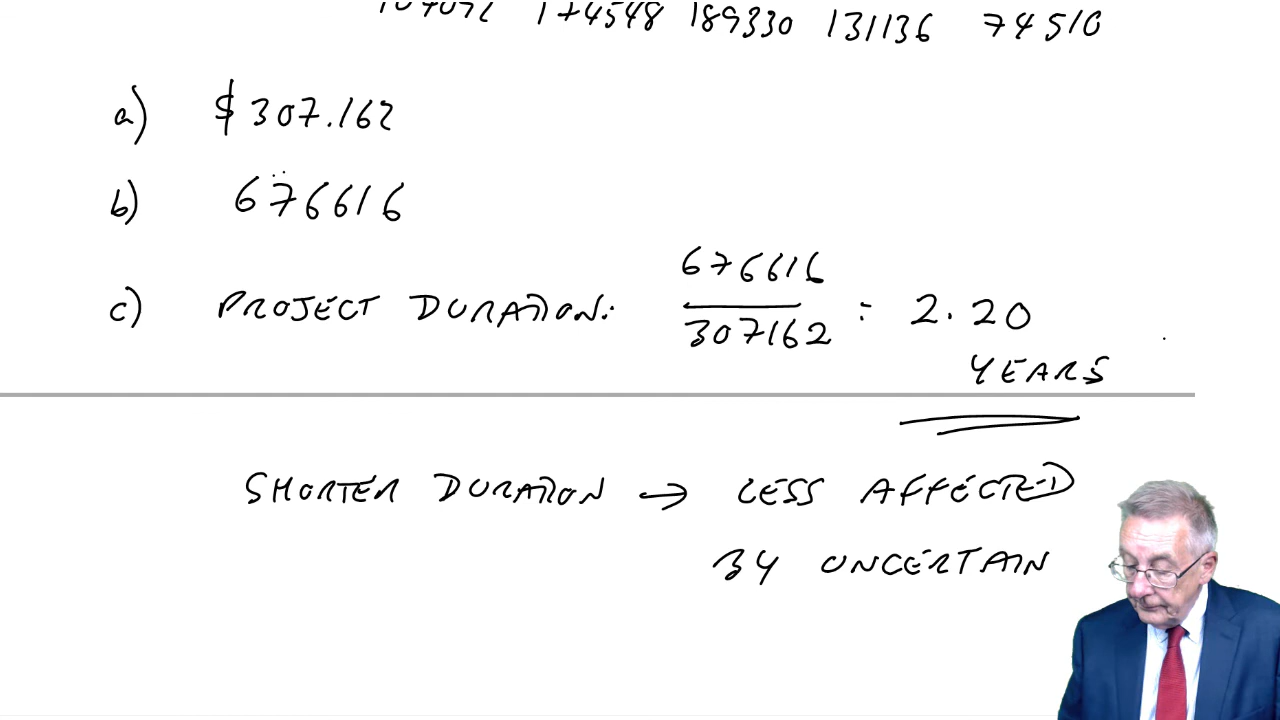 174548 189330 131136 74510
a) $307.162
b) 676616
c) PROJECT DURATION: 676616
307162 = 2.20
YEARS
SHORTER DURATION → LESS AFFECTED
BY UNCERTAIN